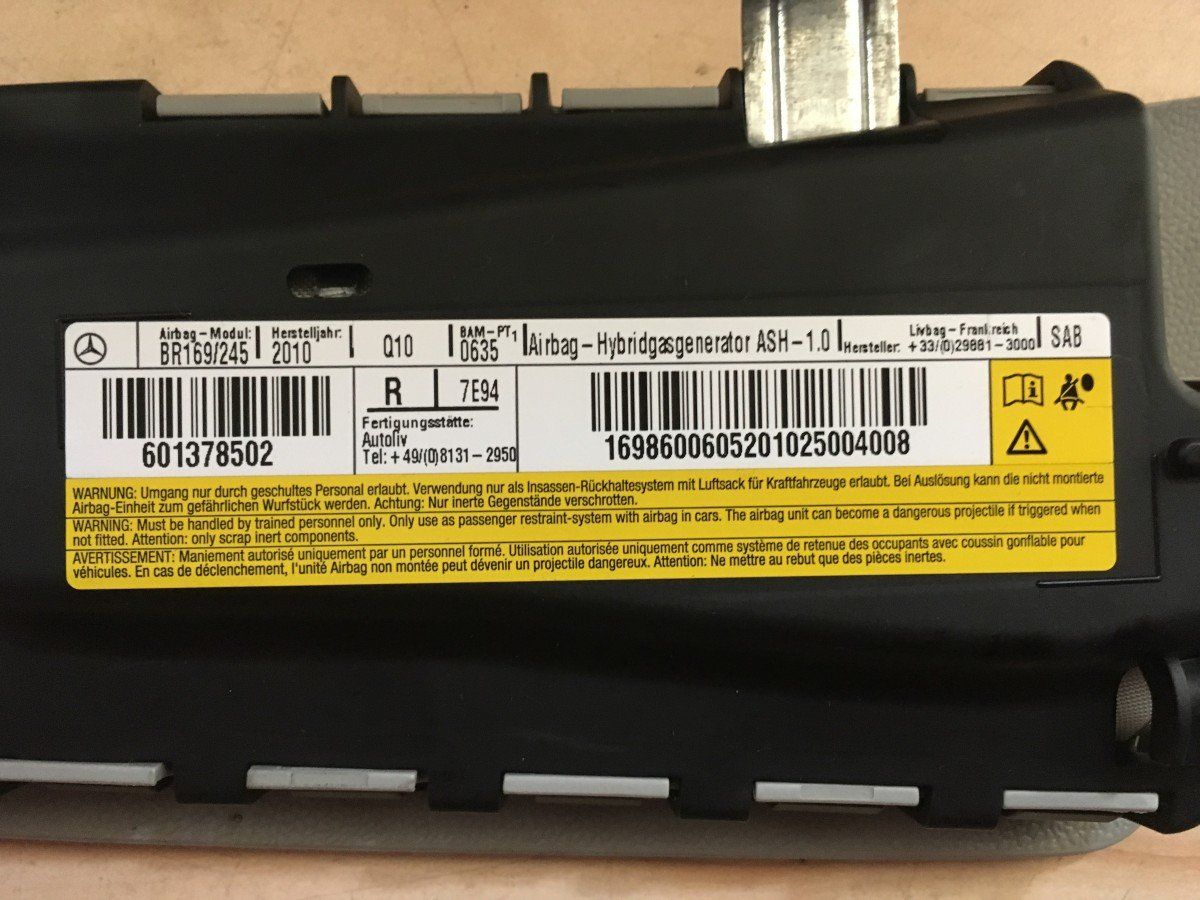 Airbag-Modul: Herstelljahr: BAM-PT1 Livbag-Frankreich
BR169/245 2010 Q10 0635 Airbag-Hybridgasgenerator ASH-1.0 Hersteller: +33/(0)29881-3000 SAB
R 7E94
601378502
Fertigungsstätte:
Autoliv
Tel: +49/(0)8131-2950
1698600605201025004008
WARNUNG: Umgang nur durch geschultes Personal erlaubt. Verwendung nur als Insassen-Rückhaltesystem mit Luftsack für Kraftfahrzeuge erlaubt. Bei Auslösung kann die nicht montierte
Airbag-Einheit zum gefährlichen Wurfstück werden. Achtung: Nur inerte Gegenstände verschrotten.
WARNING: Must be handled by trained personnel only. Only use as passenger restraint-system with airbag in cars. The airbag unit can become a dangerous projectile if triggered when
not fitted. Attention: only scrap inert components.
AVERTISSEMENT: Maniement autorisé uniquement par un personnel formé. Utilisation autorisée uniquement comme système de retenue des occupants avec coussin gonflable pour
véhicules. En cas de déclenchement, l'unité Airbag non montée peut dévenir un projectile dangereux. Attention: Ne mettre au rebut que des pièces inertes.